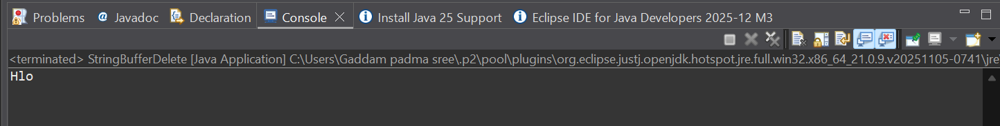 Problems @ Javadoc Declaration Console Install Java 25 Support Eclipse IDE for Java Developers 2025-12 M3
<terminated> StringBufferDelete [Java Application] C:\Users\Gaddam padma sree\.p2\pool\plugins\org.eclipse.justj.openjdk.hotspot.jre.full.win32.x86_64_21.0.9.v20251105-0741\jre\
Hlo